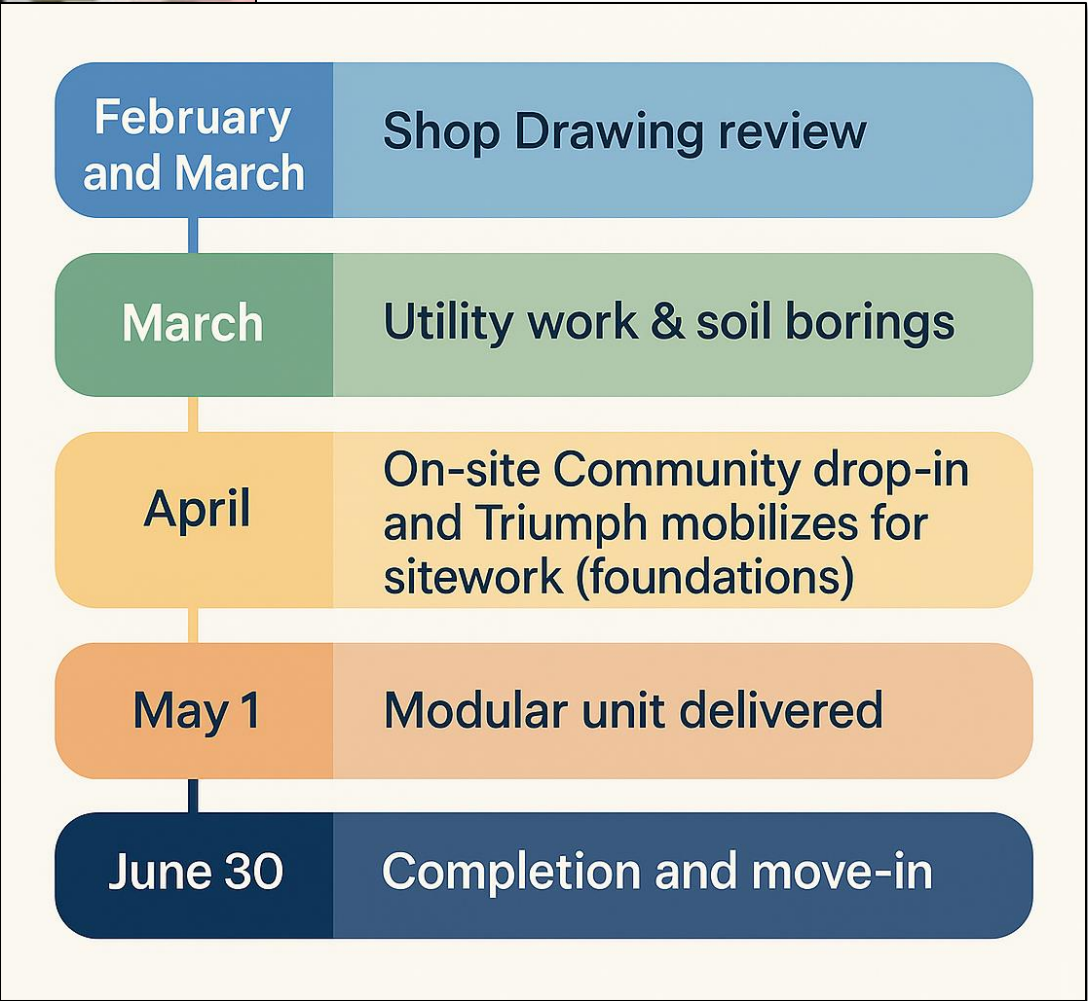 February
and March
Shop Drawing review
March
Utility work & soil borings
April
On-site Community drop-in
and Triumph mobilizes for
sitework (foundations)
May 1
Modular unit delivered
June 30
Completion and move-in